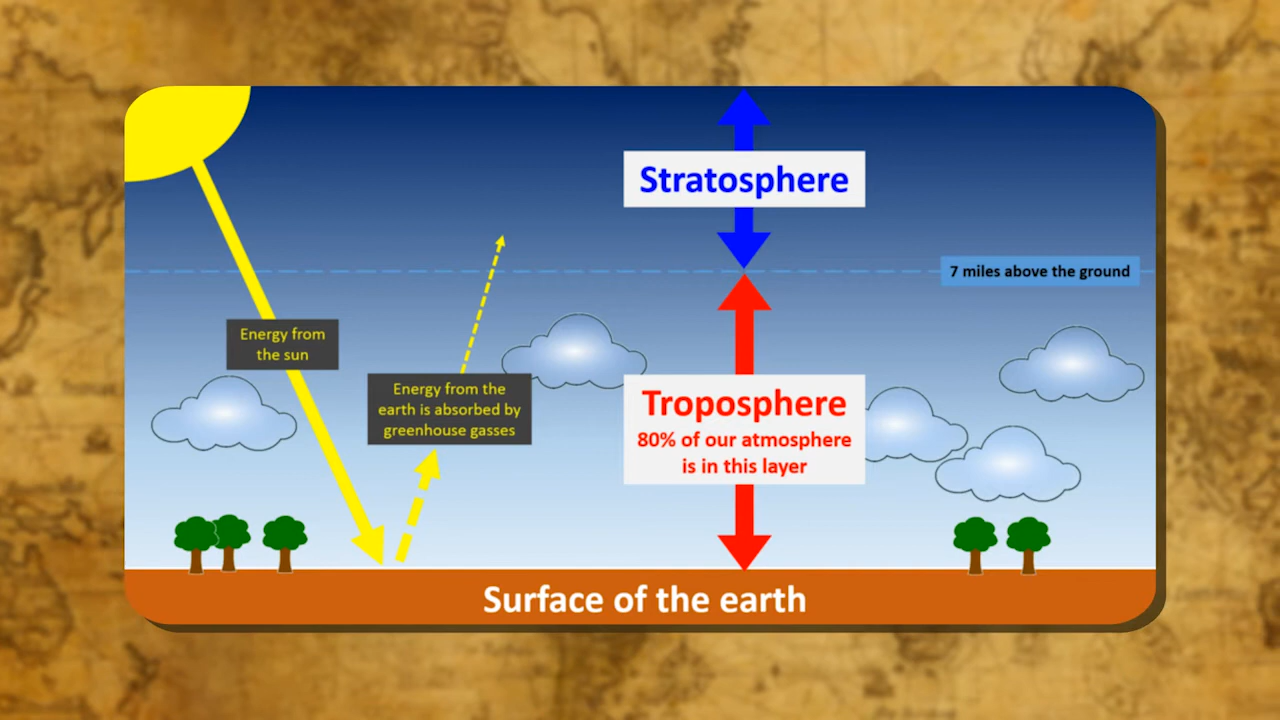 Stratosphere
7 miles above the ground
Energy from
the sun
Energy from the
earth is absorbed by
greenhouse gasses
Troposphere
80% of our atmosphere
is in this layer
Surface of the earth